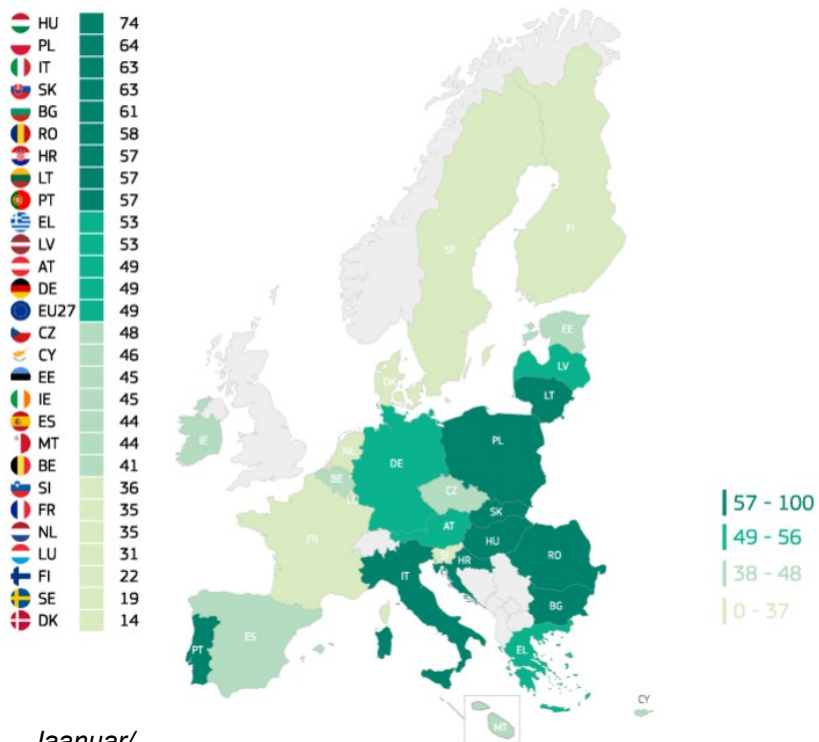 HU 74
PL 64
IT 63
SK 63
BG 61
RO 58
HR 57
LT 57
PT 57
EL 53
LV 53
AT 49
DE 49
EU27 49
CZ 48
CY 46
EE 45
IE 45
ES 44
MT 44
BE 41
SI 36
FR 35
NL 35
LU 31
FI 22
SE 19
DK 14
FI
SE
EE
LV
LT
DK
IE
NL
PL
DE
BE
CZ
SK
AT
HU
FR
HR
RO
IT
BG
ES
PT
EL
CY
MT
57 - 100
49 - 56
38 - 48
0 - 37
Jaanuar/